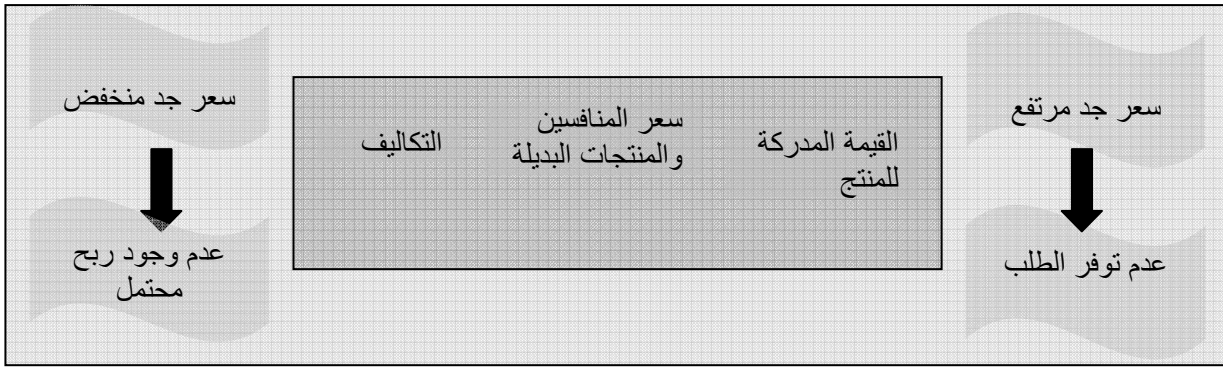 سعر جد مرتفع
عدم توفر الطلب
القيمة المدركة
للمنتج
سعر المنافسين
والمنتجات البديلة
التكاليف
سعر جد منخفض
عدم وجود ربح
محتمل